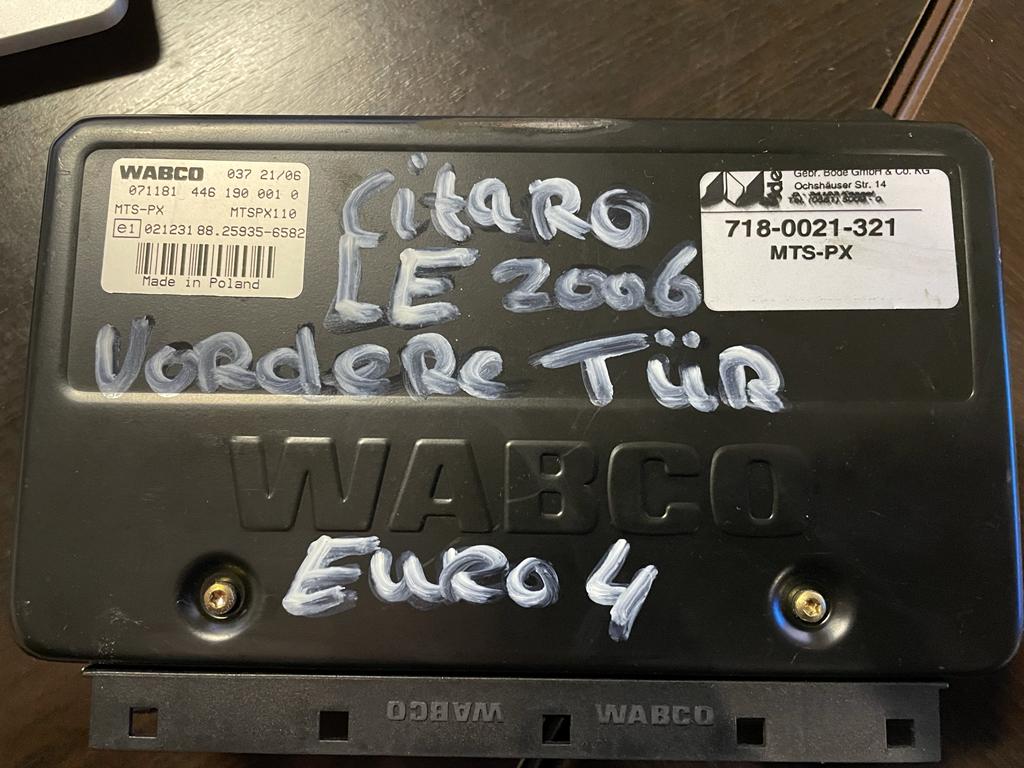 WABCO 037 21/06
071181 446 190 001 0
MTS-PX MTSPX110
e1 021231 88.25935-6582
Made in Poland
Gebr. Bode GmbH & Co. KG
Ochshäuser Str. 14
718-0021-321
MTS-PX
Citaro
LE 2006
Vordere Tür
WABCO
Euro 4
WABCO WABCO